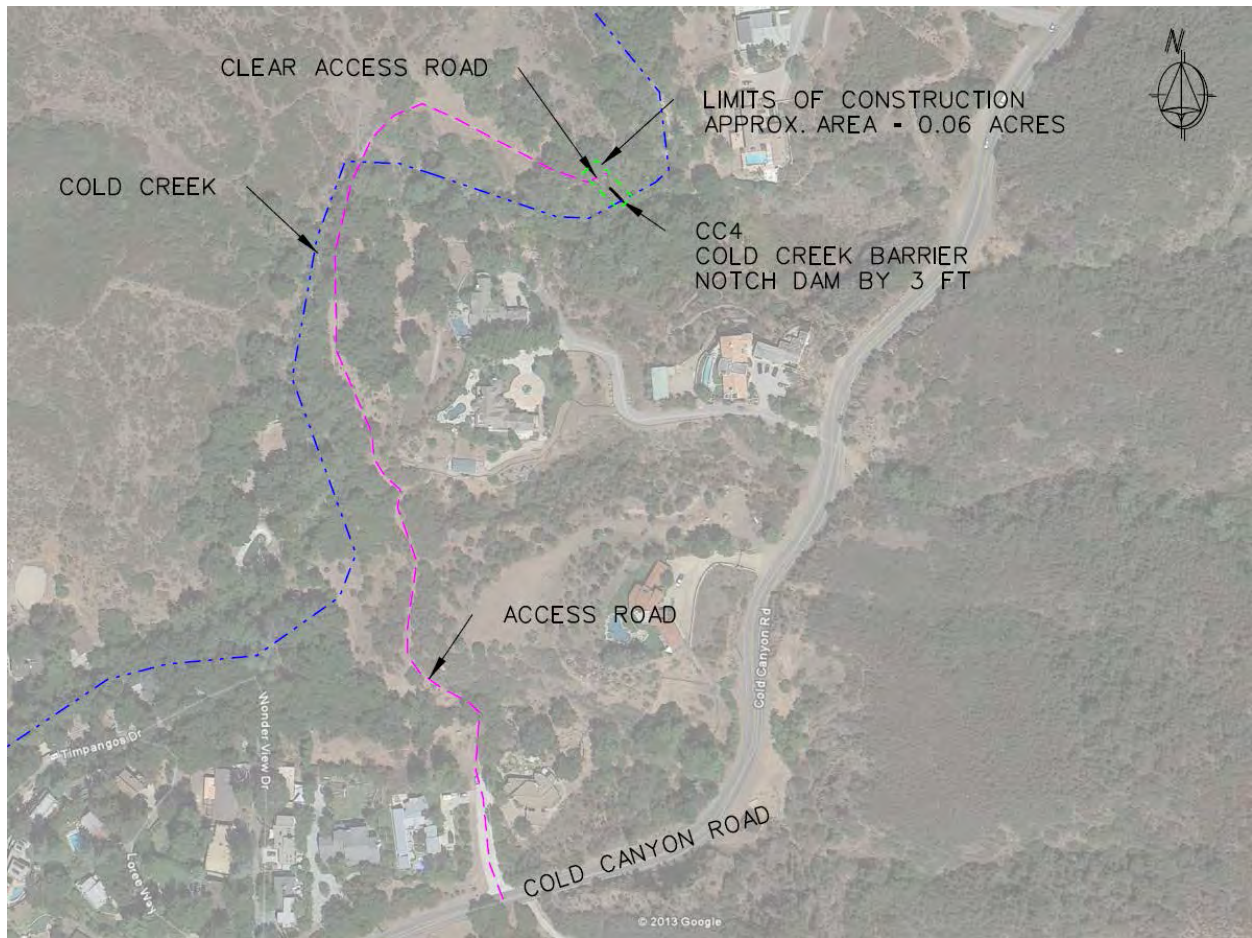 N
CLEAR ACCESS ROAD
LIMITS OF CONSTRUCTION
APPROX. AREA - 0.06 ACRES
COLD CREEK
CC4
COLD CREEK BARRIER
NOTCH DAM BY 3 FT
ACCESS ROAD
Cold Canyon Rd
Timpangos Dr
Wonder View Dr
COLD CANYON ROAD
Loree Way
© 2013 Google